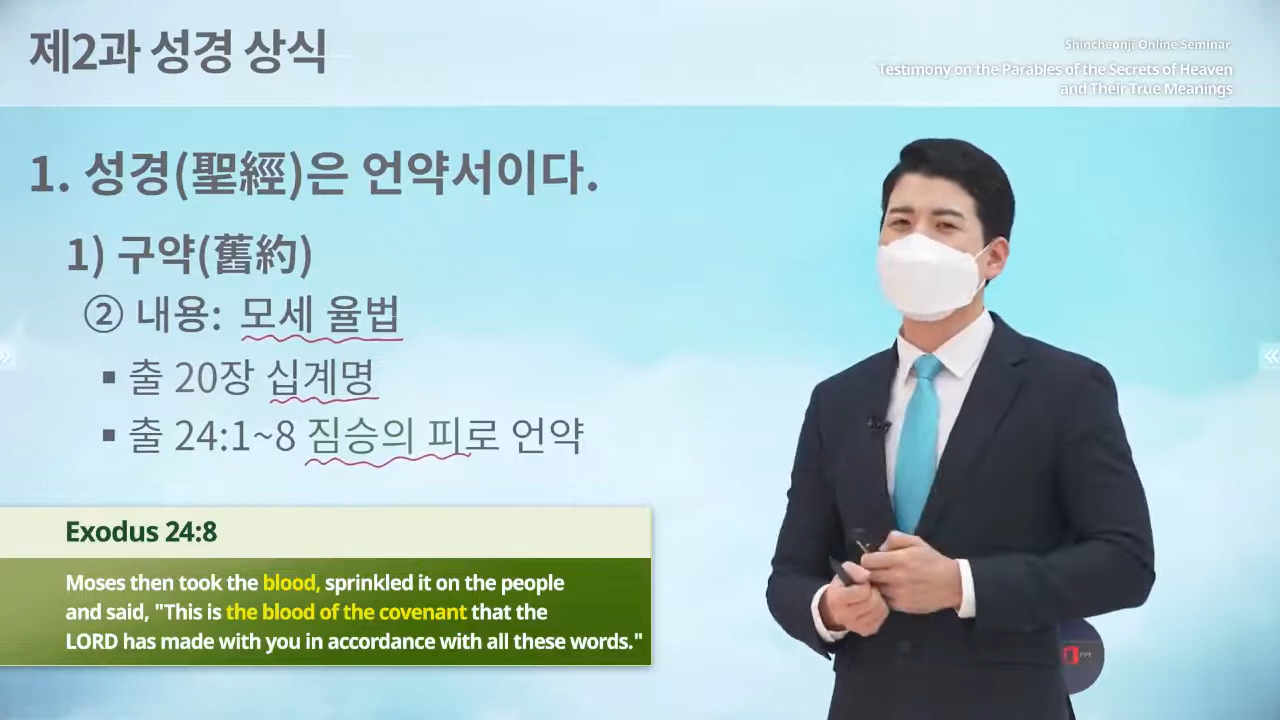 제2과 성경 상식
Shincheonji Online Seminar
Testimony on the Parables of the Secrets of Heaven
and Their True Meanings
1. 성경(聖經)은 언약서이다.
1) 구약(舊約)
② 내용: 모세 율법
▪ 출 20장 십계명
▪ 출 24:1~8 짐승의 피로 언약
Exodus 24:8
Moses then took the blood, sprinkled it on the people
and said, "This is the blood of the covenant that the
LORD has made with you in accordance with all these words."
PPT